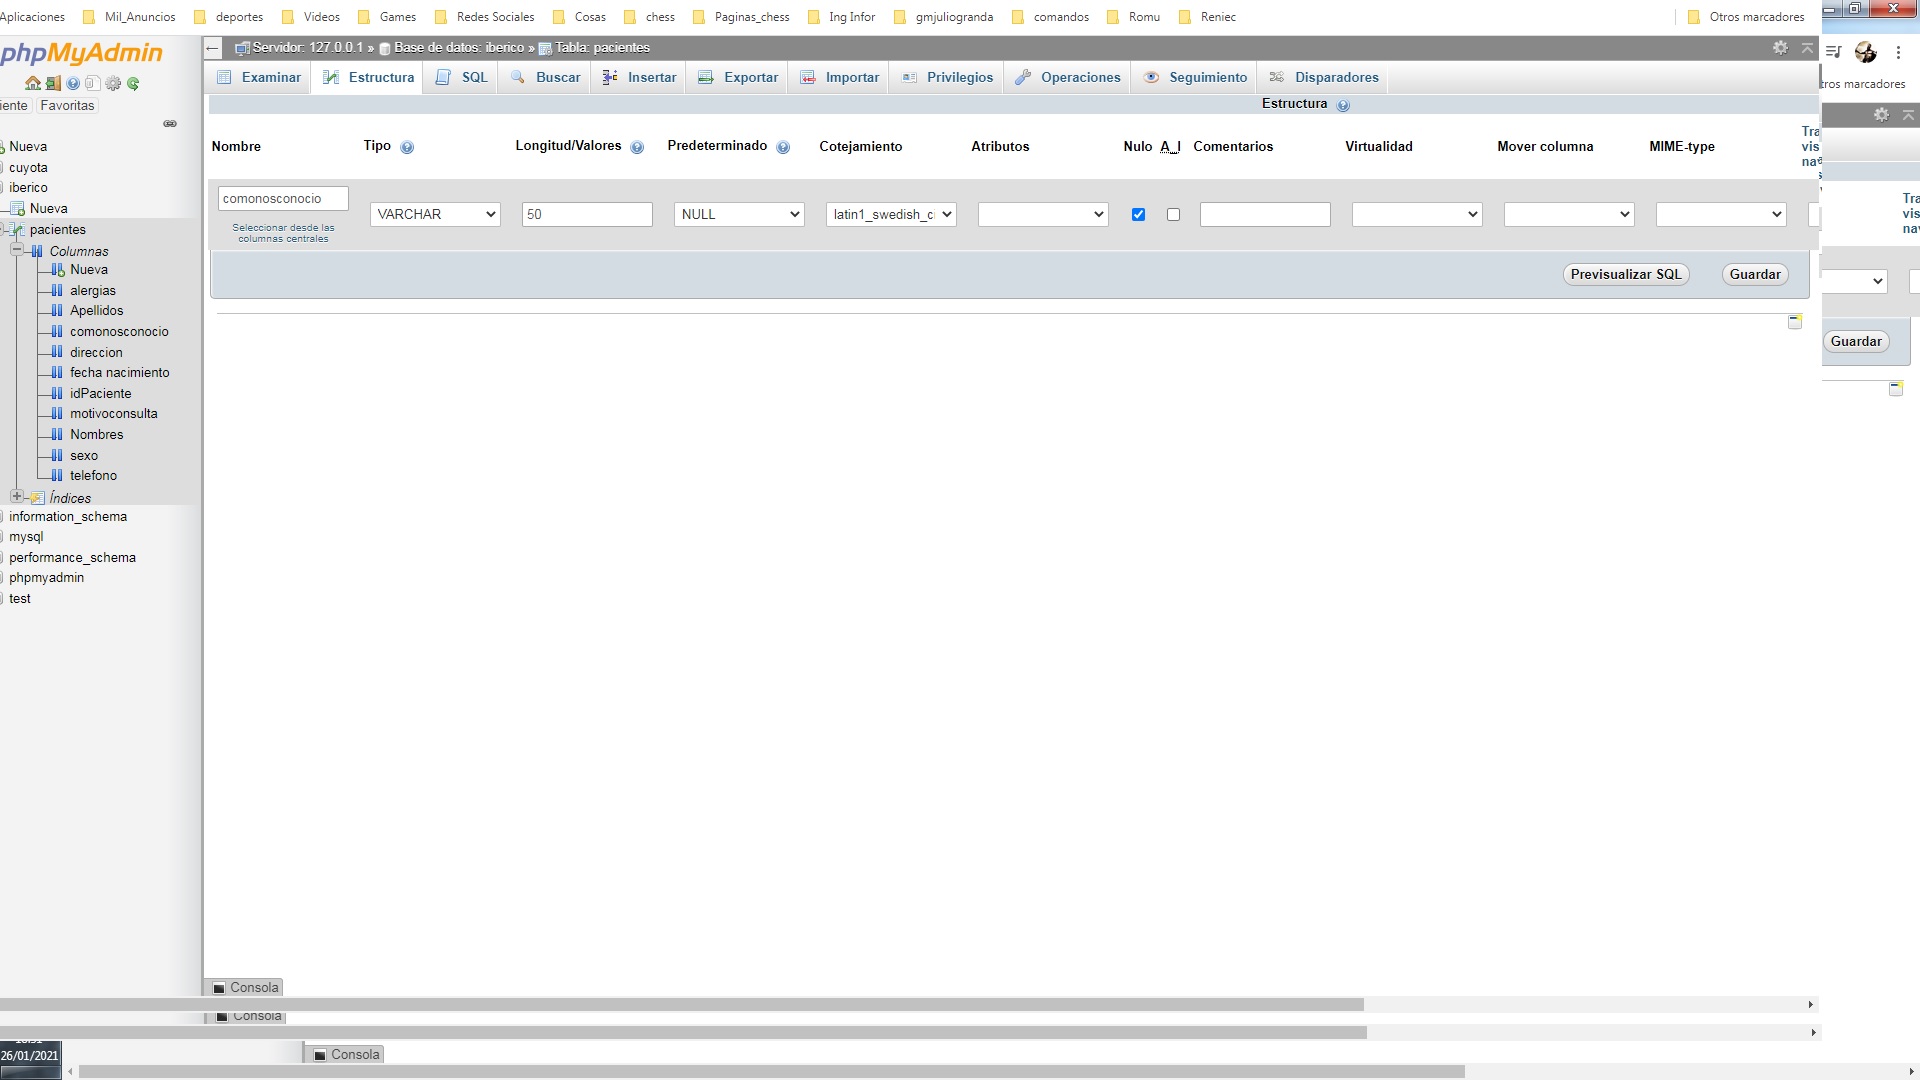 Aplicaciones Mil_Anuncios deportes Videos Games Redes Sociales Cosas chess Paginas_chess Ing Infor gmjuliogranda comandos Romu Reniec Otros marcadores
phpMyAdmin
Servidor: 127.0.0.1 » Base de datos: iberico » Tabla: pacientes
Examinar Estructura SQL Buscar Insertar Exportar Importar Privilegios Operaciones Seguimiento Disparadores
tros marcadores
iente Favoritas
Estructura
Nombre Tipo Longitud/Valores Predeterminado Cotejamiento Atributos Nulo A_I Comentarios Virtualidad Mover columna MIME-type
Tra
vis
na
comonosconocio
Seleccionar desde las
columnas centrales
VARCHAR 50 NULL latin1_swedish_ci
Tra
vis
na
Previsualizar SQL Guardar
Guardar
Nueva
cuyota
iberico
Nueva
pacientes
Columnas
Nueva
alergias
Apellidos
comonosconocio
direccion
fecha nacimiento
idPaciente
motivoconsulta
Nombres
sexo
telefono
Índices
information_schema
mysql
performance_schema
phpmyadmin
test
Consola
Consola
26/01/2021
Consola